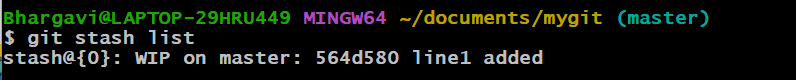 Bhargavi@LAPTOP-29HRU449 MINGW64 ~/documents/mygit (master)
$ git stash list
stash@{0}: WIP on master: 564d580 line1 added